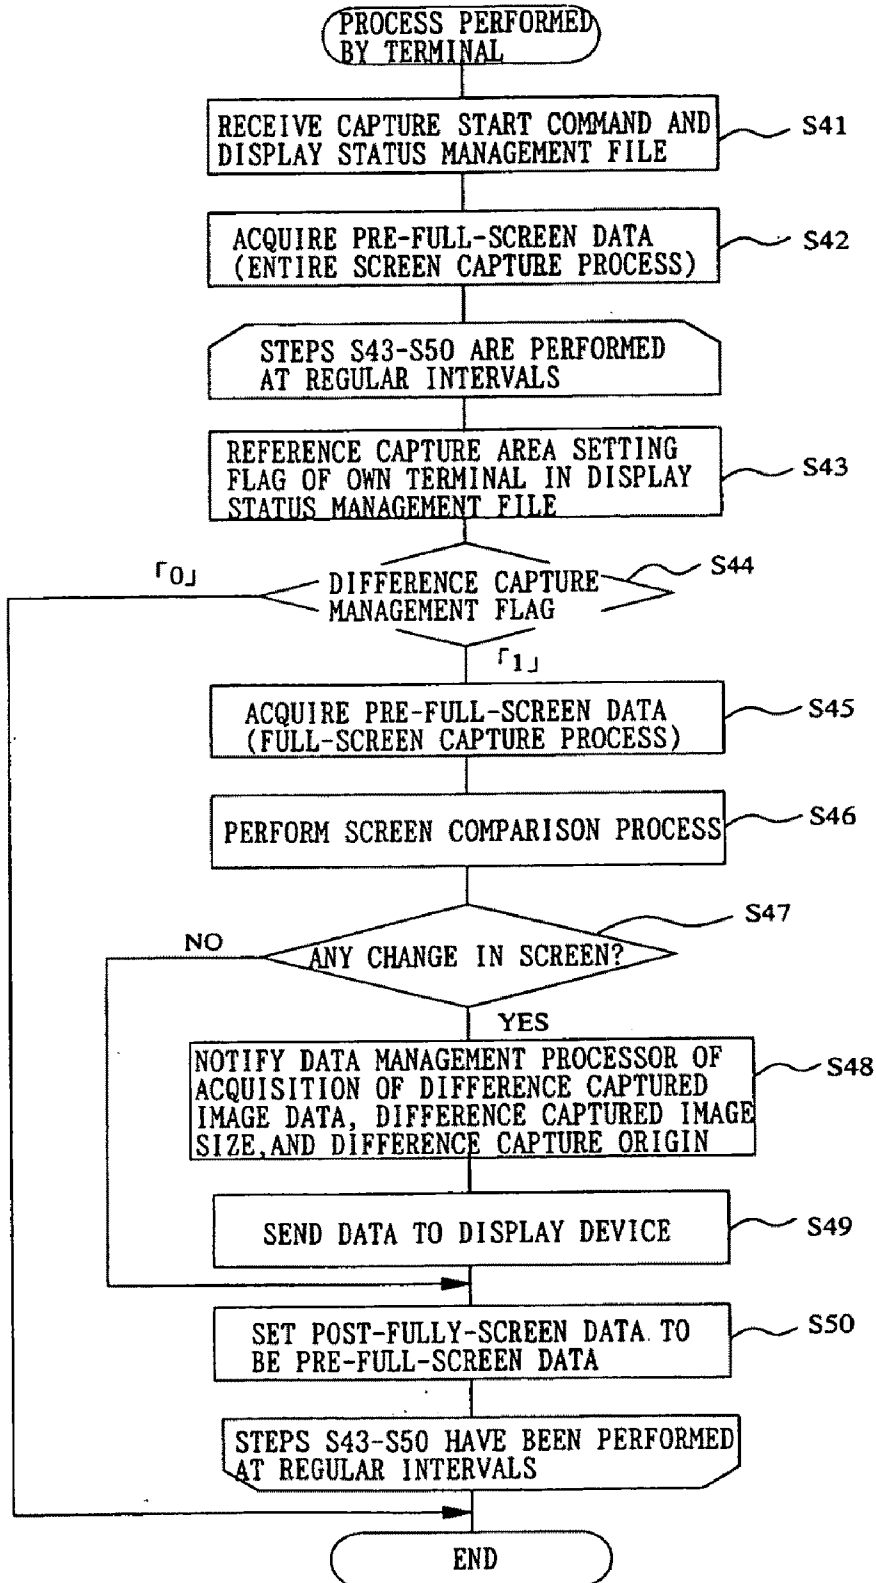 PROCESS PERFORMED
BY TERMINAL
RECEIVE CAPTURE START COMMAND AND
DISPLAY STATUS MANAGEMENT FILE
S41
ACQUIRE PRE-FULL-SCREEN DATA
(ENTIRE SCREEN CAPTURE PROCESS)
S42
STEPS S43-S50 ARE PERFORMED
AT REGULAR INTERVALS
REFERENCE CAPTURE AREA SETTING
FLAG OF OWN TERMINAL IN DISPLAY
STATUS MANAGEMENT FILE
S43
「0」
DIFFERENCE CAPTURE
MANAGEMENT FLAG
S44
「1」
ACQUIRE PRE-FULL-SCREEN DATA
(FULL-SCREEN CAPTURE PROCESS)
S45
PERFORM SCREEN COMPARISON PROCESS
S46
NO
ANY CHANGE IN SCREEN?
S47
YES
NOTIFY DATA MANAGEMENT PROCESSOR OF
ACQUISITION OF DIFFERENCE CAPTURED
IMAGE DATA, DIFFERENCE CAPTURED IMAGE
SIZE,AND DIFFERENCE CAPTURE ORIGIN
S48
SEND DATA TO DISPLAY DEVICE
S49
SET POST-FULLY-SCREEN DATA TO
BE PRE-FULL-SCREEN DATA
S50
STEPS S43-S50 HAVE BEEN PERFORMED
AT REGULAR INTERVALS
END